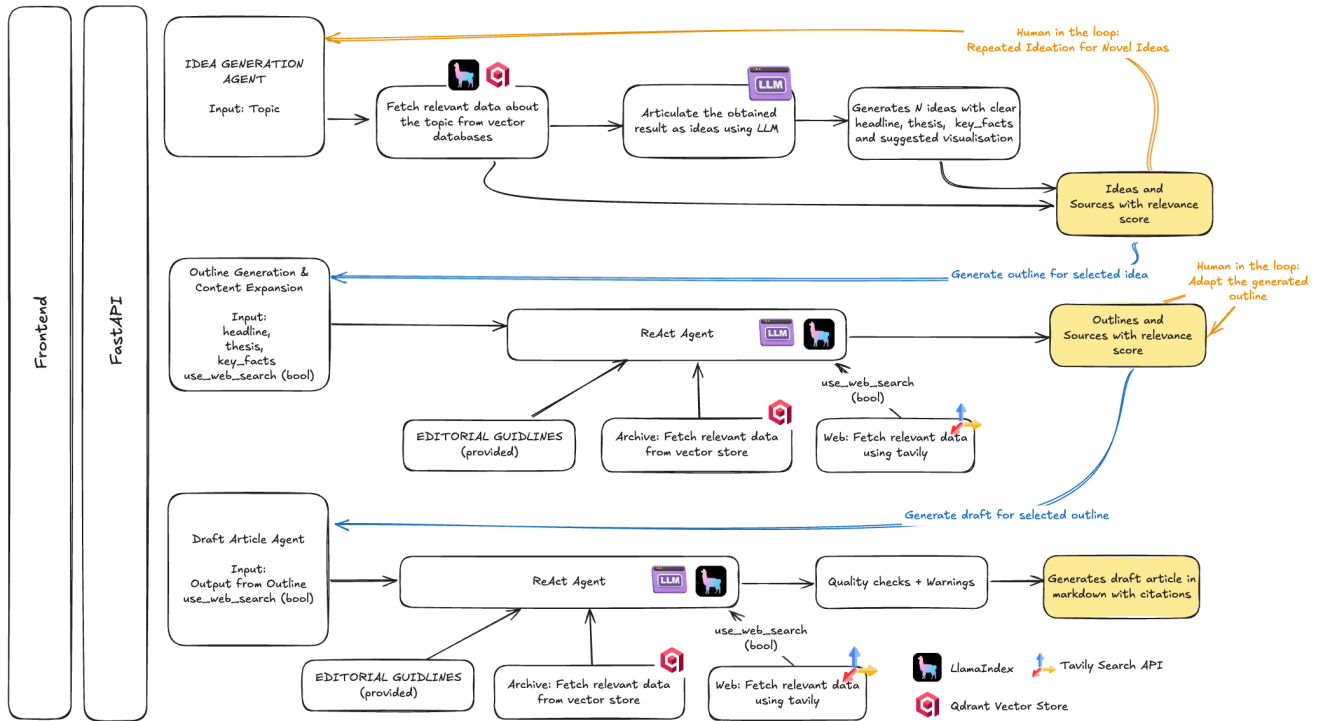 Frontend
FastAPI
IDEA GENERATION
AGENT
Input: Topic
Fetch relevant data about
the topic from vector
databases
LLM
Articulate the obtained
result as ideas using LLM
Generates N ideas with clear
headline, thesis, key_facts
and suggested visualisation
Human in the loop:
Repeated Ideation for Novel Ideas
Ideas and
Sources with relevance
score
Generate outline for selected idea
Outline Generation &
Content Expansion
Input:
headline,
thesis,
key_facts
use_web_search (bool)
ReAct Agent
LLM
Human in the loop:
Adapt the generated
outline
Outlines and
Sources with relevance
score
EDITORIAL GUIDLINES
(provided)
Archive: Fetch relevant data
from vector store
use_web_search
(bool)
Web: Fetch relevant data
using tavily
Generate draft for selected outline
Draft Article Agent
Input:
Output from Outline
use_web_search (bool)
ReAct Agent
LLM
Quality checks + Warnings
Generates draft article in
markdown with citations
EDITORIAL GUIDLINES
(provided)
Archive: Fetch relevant data
from vector store
use_web_search
(bool)
Web: Fetch relevant data
using tavily
LlamaIndex
Tavily Search API
Qdrant Vector Store